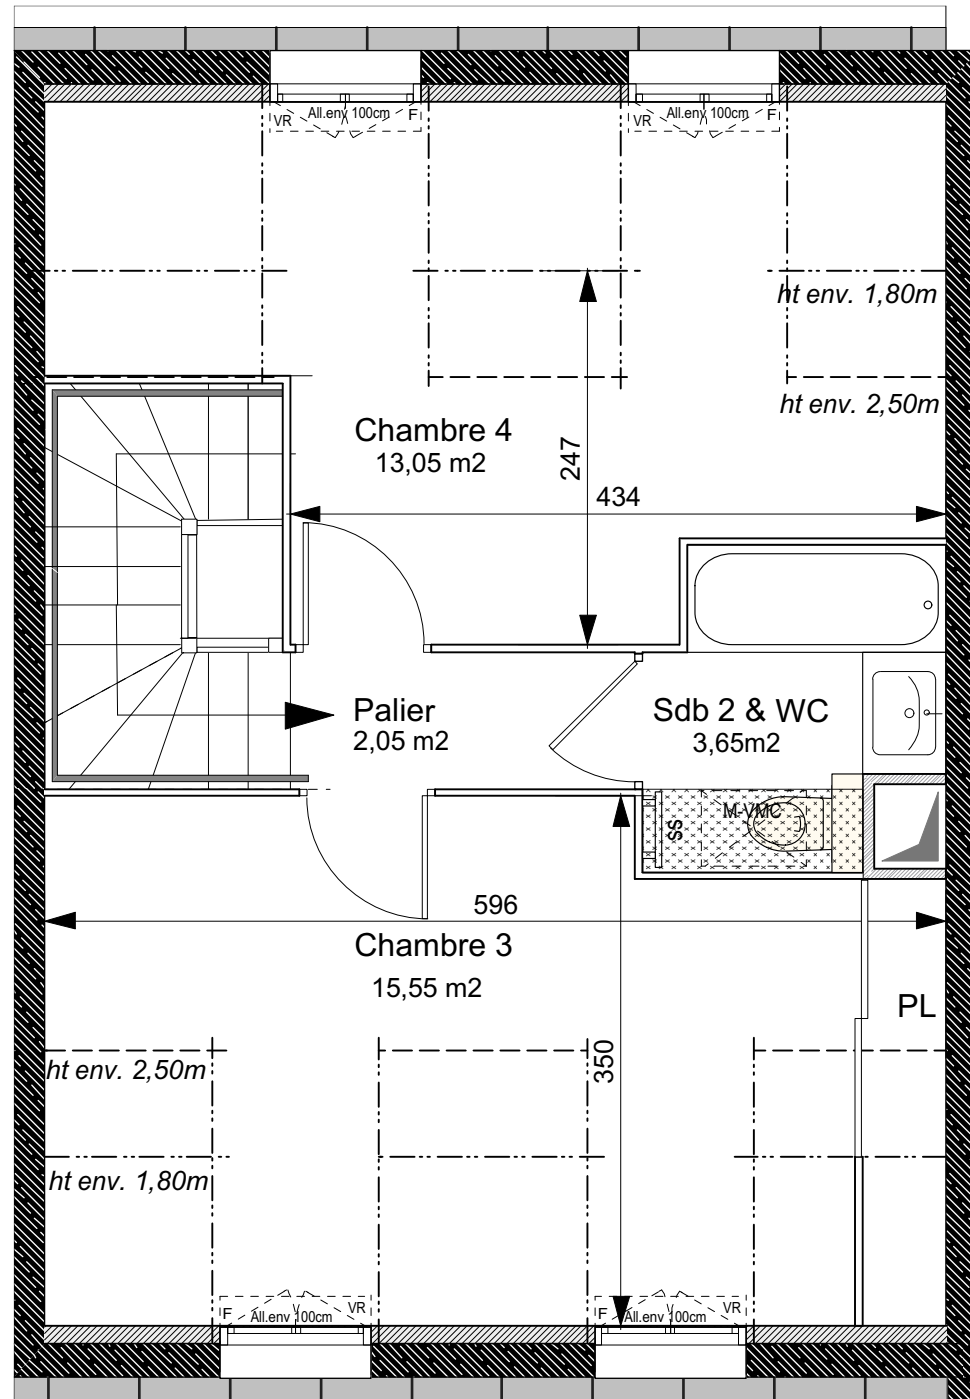 VR
All.env 100cm
F
VR
All.env 100cm
F
ht env. 1,80m
ht env. 2,50m
Chambre 4
13,05 m2
247
434
Palier
2,05 m2
Sdb 2 & WC
3,65m2
M-VMC
SS
596
Chambre 3
15,55 m2
PL
350
ht env. 2,50m
ht env. 1,80m
F
All.env 100cm
VR
F
All.env 100cm
VR